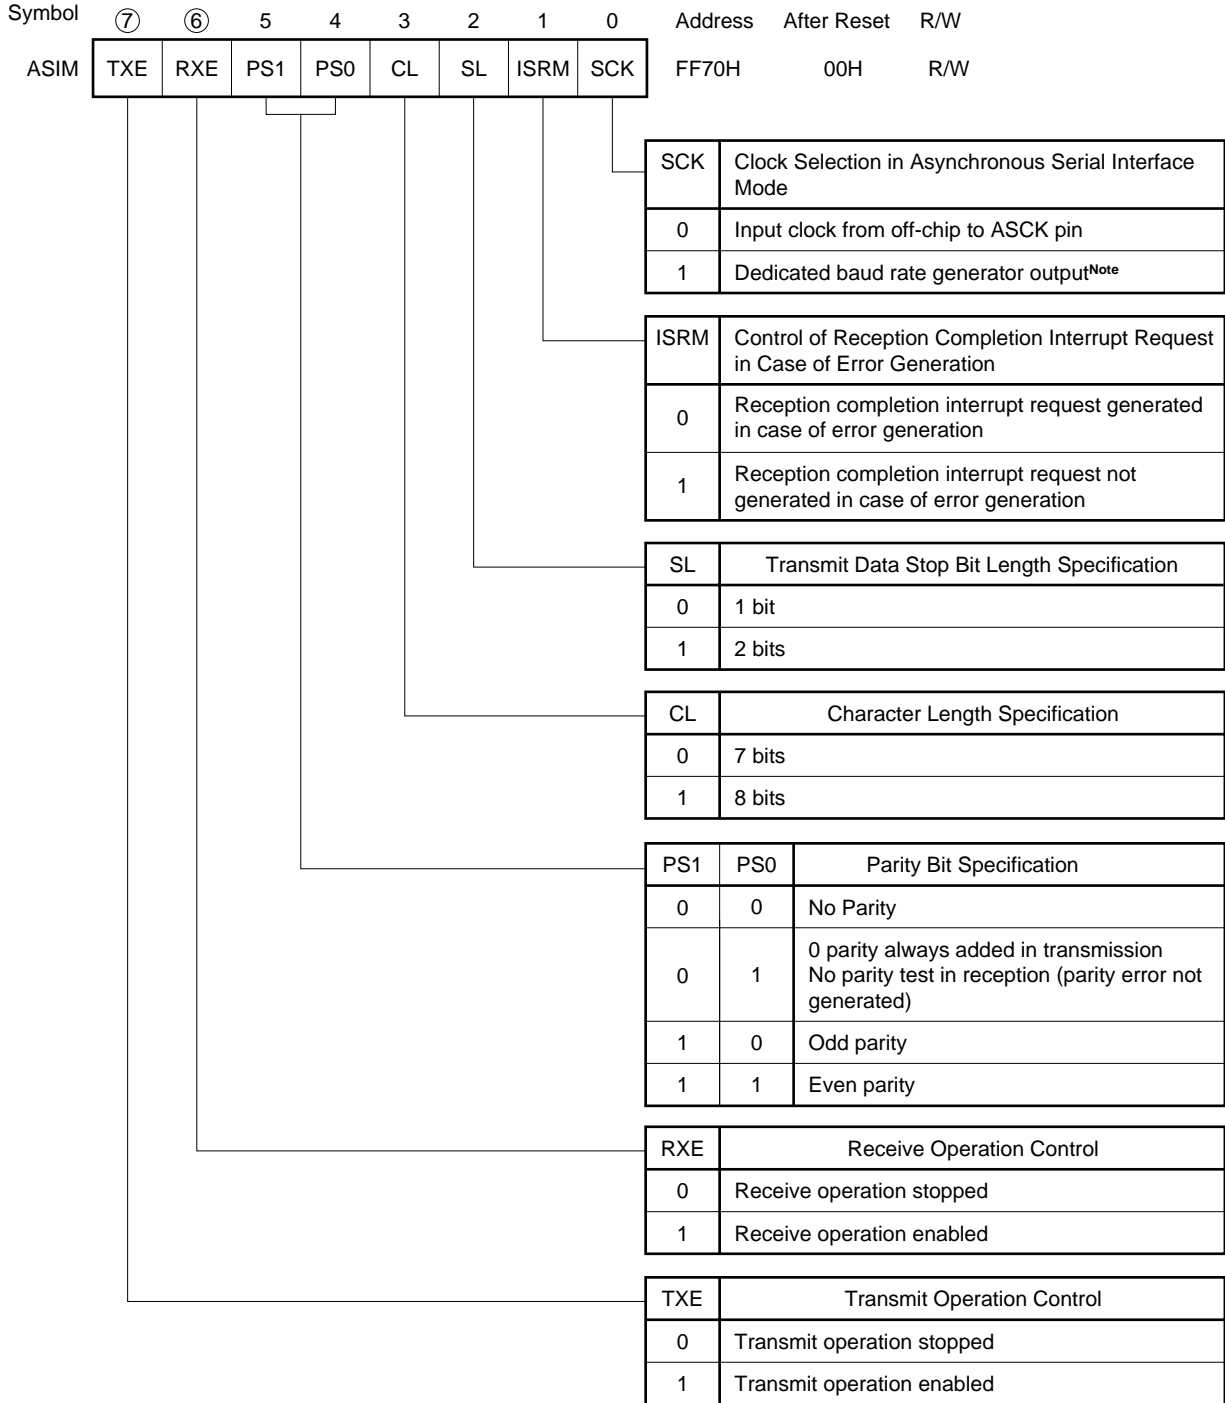 Symbol ⑦ ⑥ 5 4 3 2 1 0 Address After Reset R/W
ASIM TXE RXE PS1 PS0 CL SL ISRM SCK FF70H 00H R/W
SCK Clock Selection in Asynchronous Serial Interface
Mode
0 Input clock from off-chip to ASCK pin
1 Dedicated baud rate generator outputNote
ISRM Control of Reception Completion Interrupt Request
in Case of Error Generation
0 Reception completion interrupt request generated
in case of error generation
1 Reception completion interrupt request not
generated in case of error generation
SL Transmit Data Stop Bit Length Specification
0 1 bit
1 2 bits
CL Character Length Specification
0 7 bits
1 8 bits
PS1 PS0 Parity Bit Specification
0 0 No Parity
0 1 0 parity always added in transmission
No parity test in reception (parity error not
generated)
1 0 Odd parity
1 1 Even parity
RXE Receive Operation Control
0 Receive operation stopped
1 Receive operation enabled
TXE Transmit Operation Control
0 Transmit operation stopped
1 Transmit operation enabled